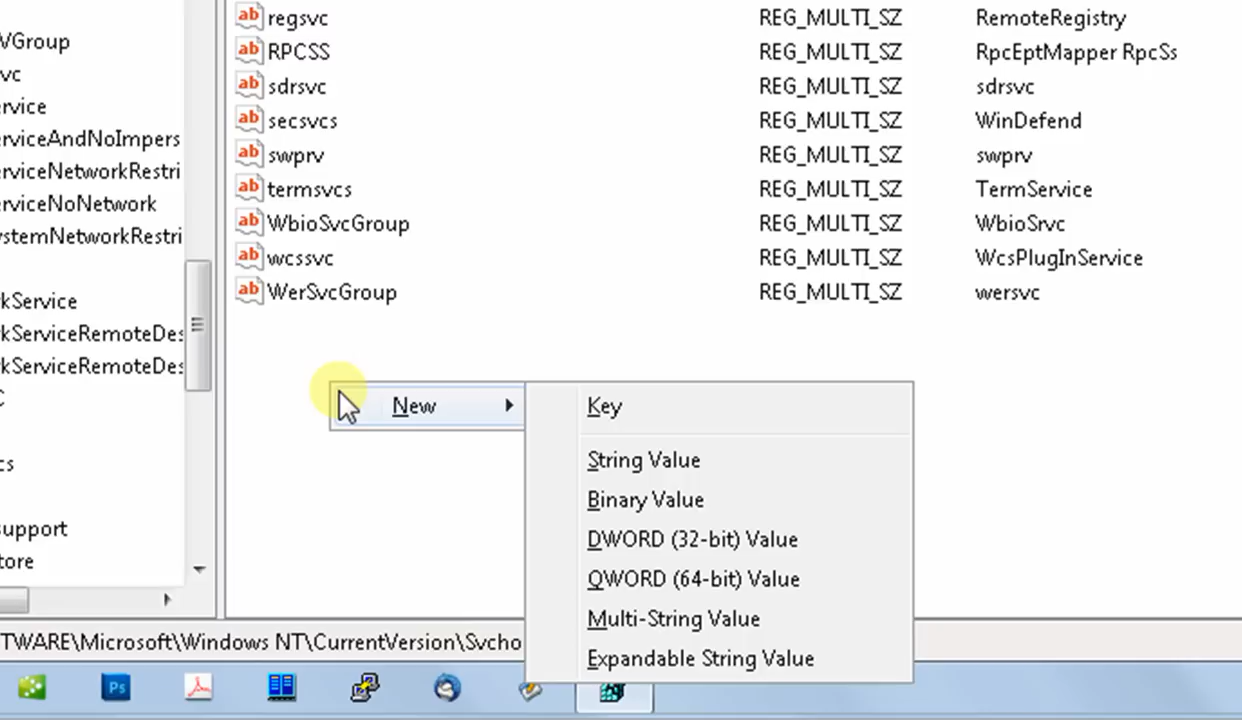 VGroup
vc
ervice
erviceAndNoImpers
erviceNetworkRestri
erviceNoNetwork
ystemNetworkRestri
kService
kServiceRemoteDes
kServiceRemoteDes
C
cs
support
tore
regsvc REG_MULTI_SZ RemoteRegistry
RPCSS REG_MULTI_SZ RpcEptMapper RpcSs
sdrsvc REG_MULTI_SZ sdrsvc
secsvcs REG_MULTI_SZ WinDefend
swprv REG_MULTI_SZ swprv
termsvcs REG_MULTI_SZ TermService
WbioSvcGroup REG_MULTI_SZ WbioSrvc
wcssvc REG_MULTI_SZ WcsPlugInService
WerSvcGroup REG_MULTI_SZ wersvc
New
Key
String Value
Binary Value
DWORD (32-bit) Value
QWORD (64-bit) Value
Multi-String Value
Expandable String Value
TWARE\Microsoft\Windows NT\CurrentVersion\Svcho
Ps